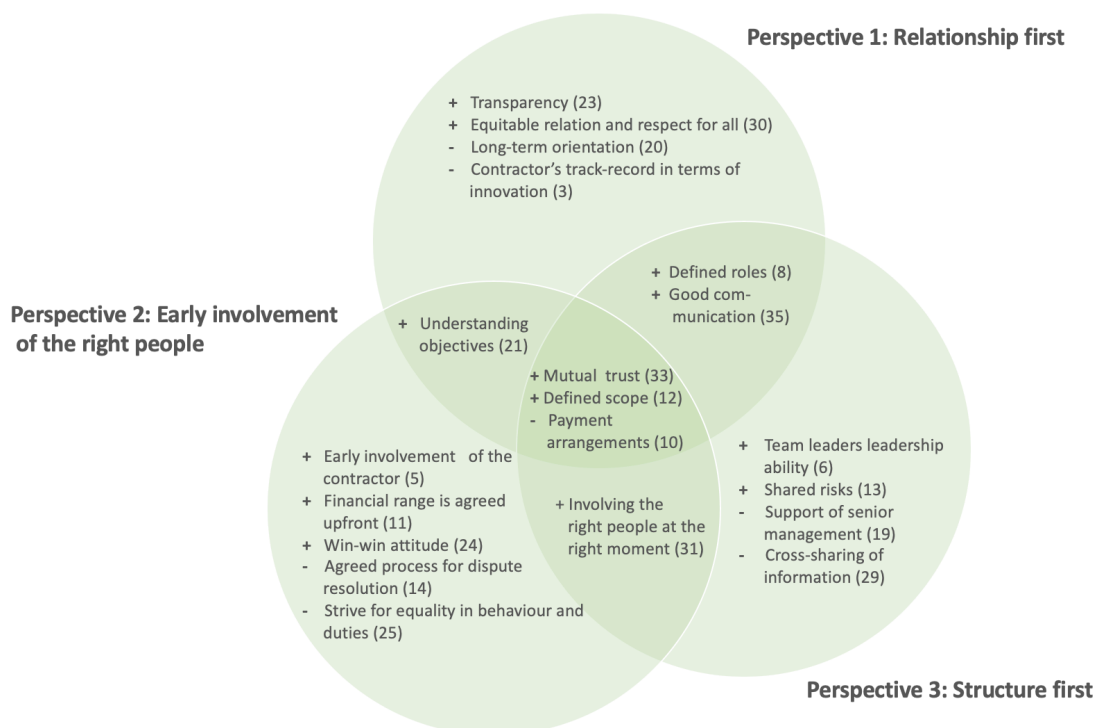 Perspective 1: Relationship first
+ Transparency (23)
+ Equitable relation and respect for all (30)
- Long-term orientation (20)
- Contractor's track-record in terms of
innovation (3)
+ Defined roles (8)
+ Good com-
munication (35)
Perspective 2: Early involvement
of the right people
+ Understanding
objectives (21)
+ Mutual trust (33)
+ Defined scope (12)
- Payment
arrangements (10)
+ Early involvement of the
contractor (5)
+ Financial range is agreed
upfront (11)
+ Win-win attitude (24)
- Agreed process for dispute
resolution (14)
- Strive for equality in behaviour and
duties (25)
+ Involving the
right people at the
right moment (31)
+ Team leaders leadership
ability (6)
+ Shared risks (13)
- Support of senior
management (19)
- Cross-sharing of
information (29)
Perspective 3: Structure first